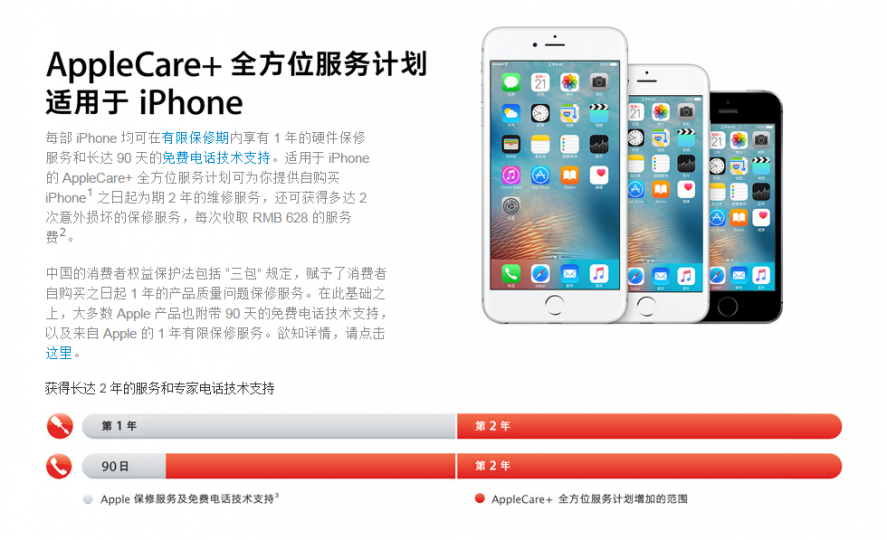 AppleCare+ 全方位服务计划
适用于 iPhone
每部 iPhone 均可在有限保修期内享有 1 年的硬件保修
服务和长达 90 天的免费电话技术支持。适用于 iPhone
的 AppleCare+ 全方位服务计划可为你提供自购买
iPhone¹ 之日起为期 2 年的维修服务，还可获得多达 2
次意外损坏的保修服务，每次收取 RMB 628 的服务
费²。
中国的消费者权益保护法包括 “三包” 规定，赋予了消费者
自购买之日起 1 年的产品质量问题保修服务。在此基础之
上，大多数 Apple 产品也附带 90 天的免费电话技术支持，
以及来自 Apple 的 1 年有限保修服务。欲知详情，请点击
这里。
获得长达 2 年的服务和专家电话技术支持
第 1 年
第 2 年
90日
第 2 年
Apple 保修服务及免费电话技术支持³
AppleCare+ 全方位服务计划增加的范围